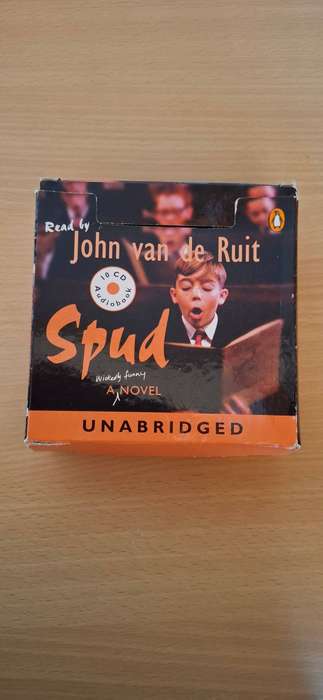 Read by
John van de Ruit
10 CD
Audiobook
Spud
Wickedly funny
A NOVEL
UNABRIDGED